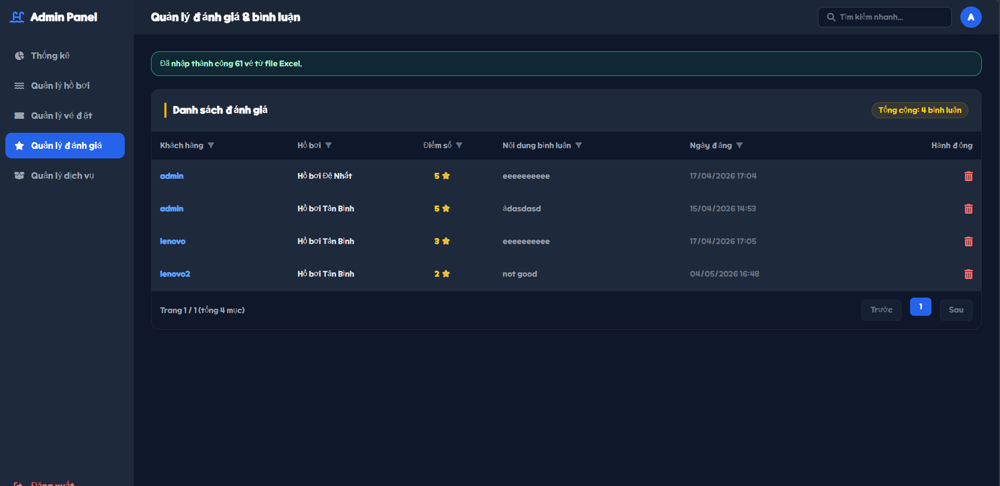 Admin Panel
Quản lý đánh giá & bình luận
Tìm kiếm nhanh...
A
Thống kê
Quản lý hồ bơi
Quản lý vé đặt
Quản lý đánh giá
Quản lý dịch vụ
Đăng xuất
Đã nhập thành công 61 vé từ file Excel.
Danh sách đánh giá
Tổng cộng: 4 bình luận
Khách hàng Hồ bơi Điểm số Nội dung bình luận Ngày đăng Hành động
admin Hồ bơi Đệ Nhất 5 eeeeeeeeee 17/04/2026 17:04
admin Hồ bơi Tân Bình 5 ádasdasd 15/04/2026 14:53
lenovo Hồ bơi Tân Bình 3 eeeeeeeeee 17/04/2026 17:05
lenovo2 Hồ bơi Tân Bình 2 not good 04/05/2026 16:48
Trang 1 / 1 (tổng 4 mục)
Trước 1 Sau